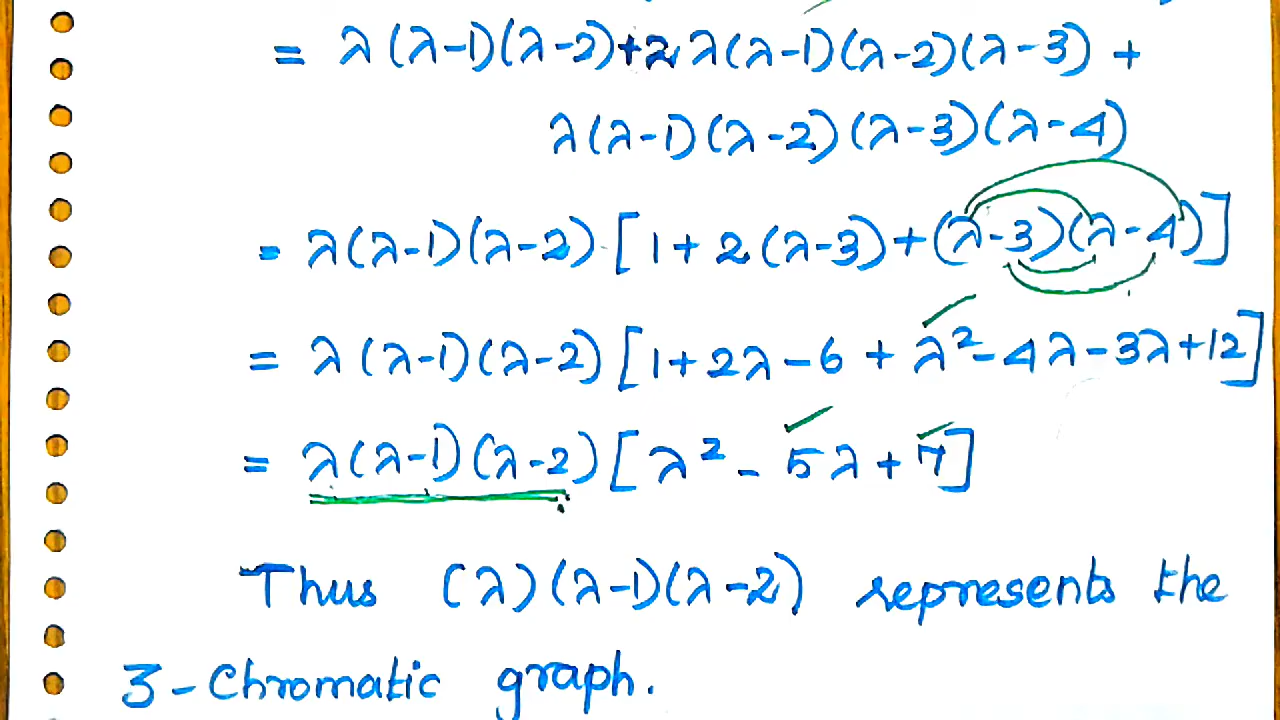 = λ(λ-1)(λ-2)+2λ(λ-1)(λ-2)(λ-3) +
λ(λ-1)(λ-2)(λ-3)(λ-4)
= λ(λ-1)(λ-2)[1+2(λ-3)+(λ-3)(λ-4)]
= λ(λ-1)(λ-2)[1+2λ-6+λ²-4λ-3λ+12]
= λ(λ-1)(λ-2)[λ²-5λ+7]
Thus (λ)(λ-1)(λ-2) represents the
3-Chromatic graph.